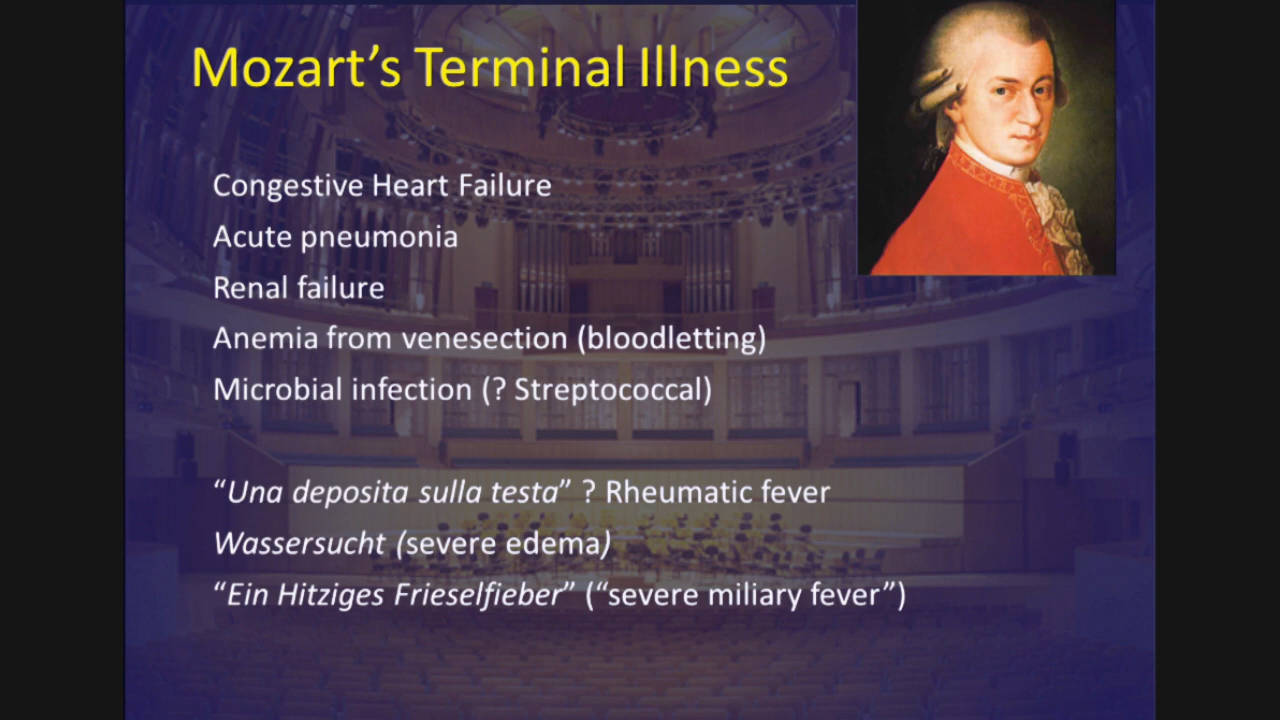 Mozart’s Terminal Illness
Congestive Heart Failure
Acute pneumonia
Renal failure
Anemia from venesection (bloodletting)
Microbial infection (? Streptococcal)
“Una deposita sulla testa” ? Rheumatic fever
Wassersucht (severe edema)
“Ein Hitziges Frieselfieber” (“severe miliary fever”)